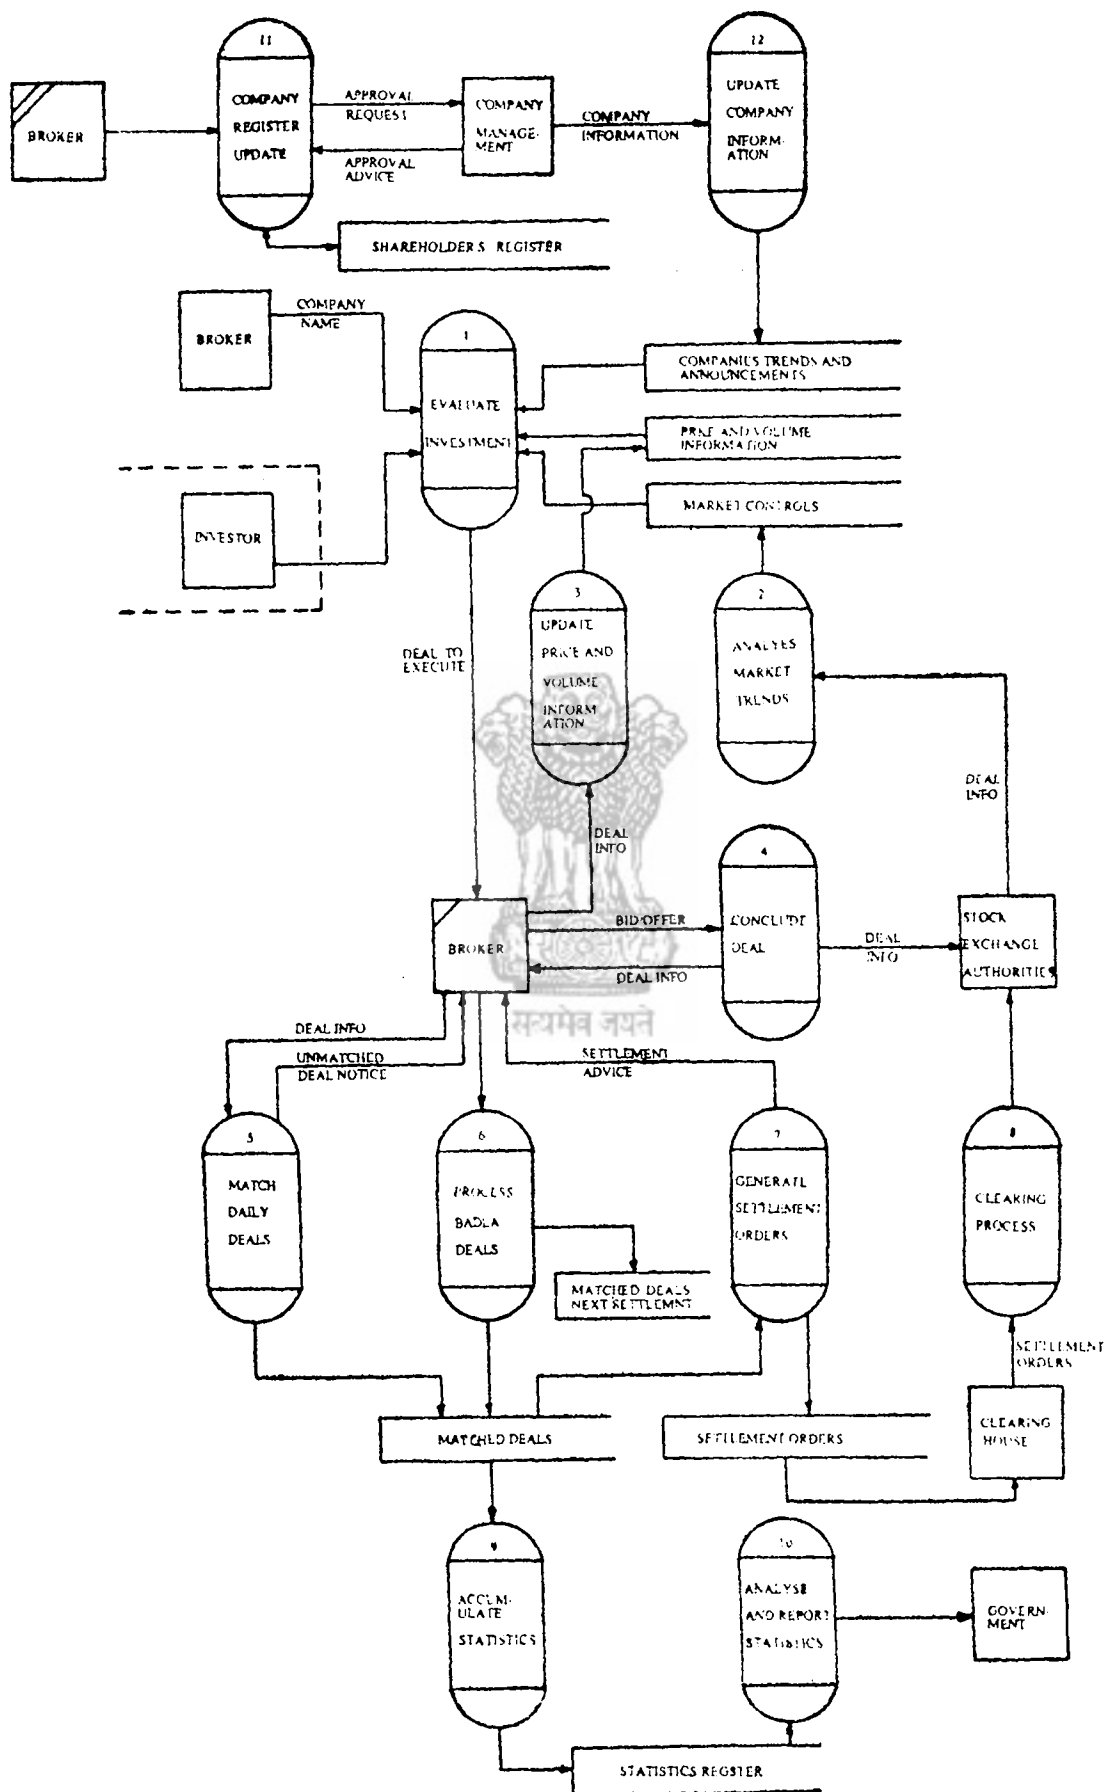 11
COMPANY
REGISTER
UPDATE
BROKER
APPROVAL
REQUEST
APPROVAL
ADVICE
COMPANY
MANAGE-
MENT
COMPANY
INFORMATION
12
UPDATE
COMPANY
INFORM-
ATION
SHAREHOLDERS REGISTER
BROKER
COMPANY
NAME
1
EVALUATE
INVESTMENT
COMPANIES TRENDS AND
ANNOUNCEMENTS
PRICE AND VOLUME
INFORMATION
MARKET CONTROLS
INVESTOR
DEAL TO
EXECUTE
3
UPDATE
PRICE AND
VOLUME
INFORM
ATION
2
ANALYES
MARKET
TRENDS
DEAL
INFO
DEAL
INFO
4
CONCLUDE
DEAL
BROKER
BID/OFFER
DEAL INFO
DEAL
INFO
STOCK
EXCHANGE
AUTHORITIES
सत्यमेव जयते
DEAL INFO
UNMATCHED
DEAL NOTICE
SETTLEMENT
ADVICE
5
MATCH
DAILY
DEALS
6
PROCESS
BADLA
DEALS
7
GENERATE
SETTLEMENT
ORDERS
8
CLEARING
PROCESS
MATCHED DEALS
NEXT SETTLEMNT
SETTLEMENT
ORDERS
MATCHED DEALS
SETTLEMENT ORDERS
CLEARING
HOUSE
9
ACCUM-
ULATE
STATISTICS
10
ANALYSE
AND REPORT
STATISTICS
GOVERN-
MENT
STATISTICS REGISTER